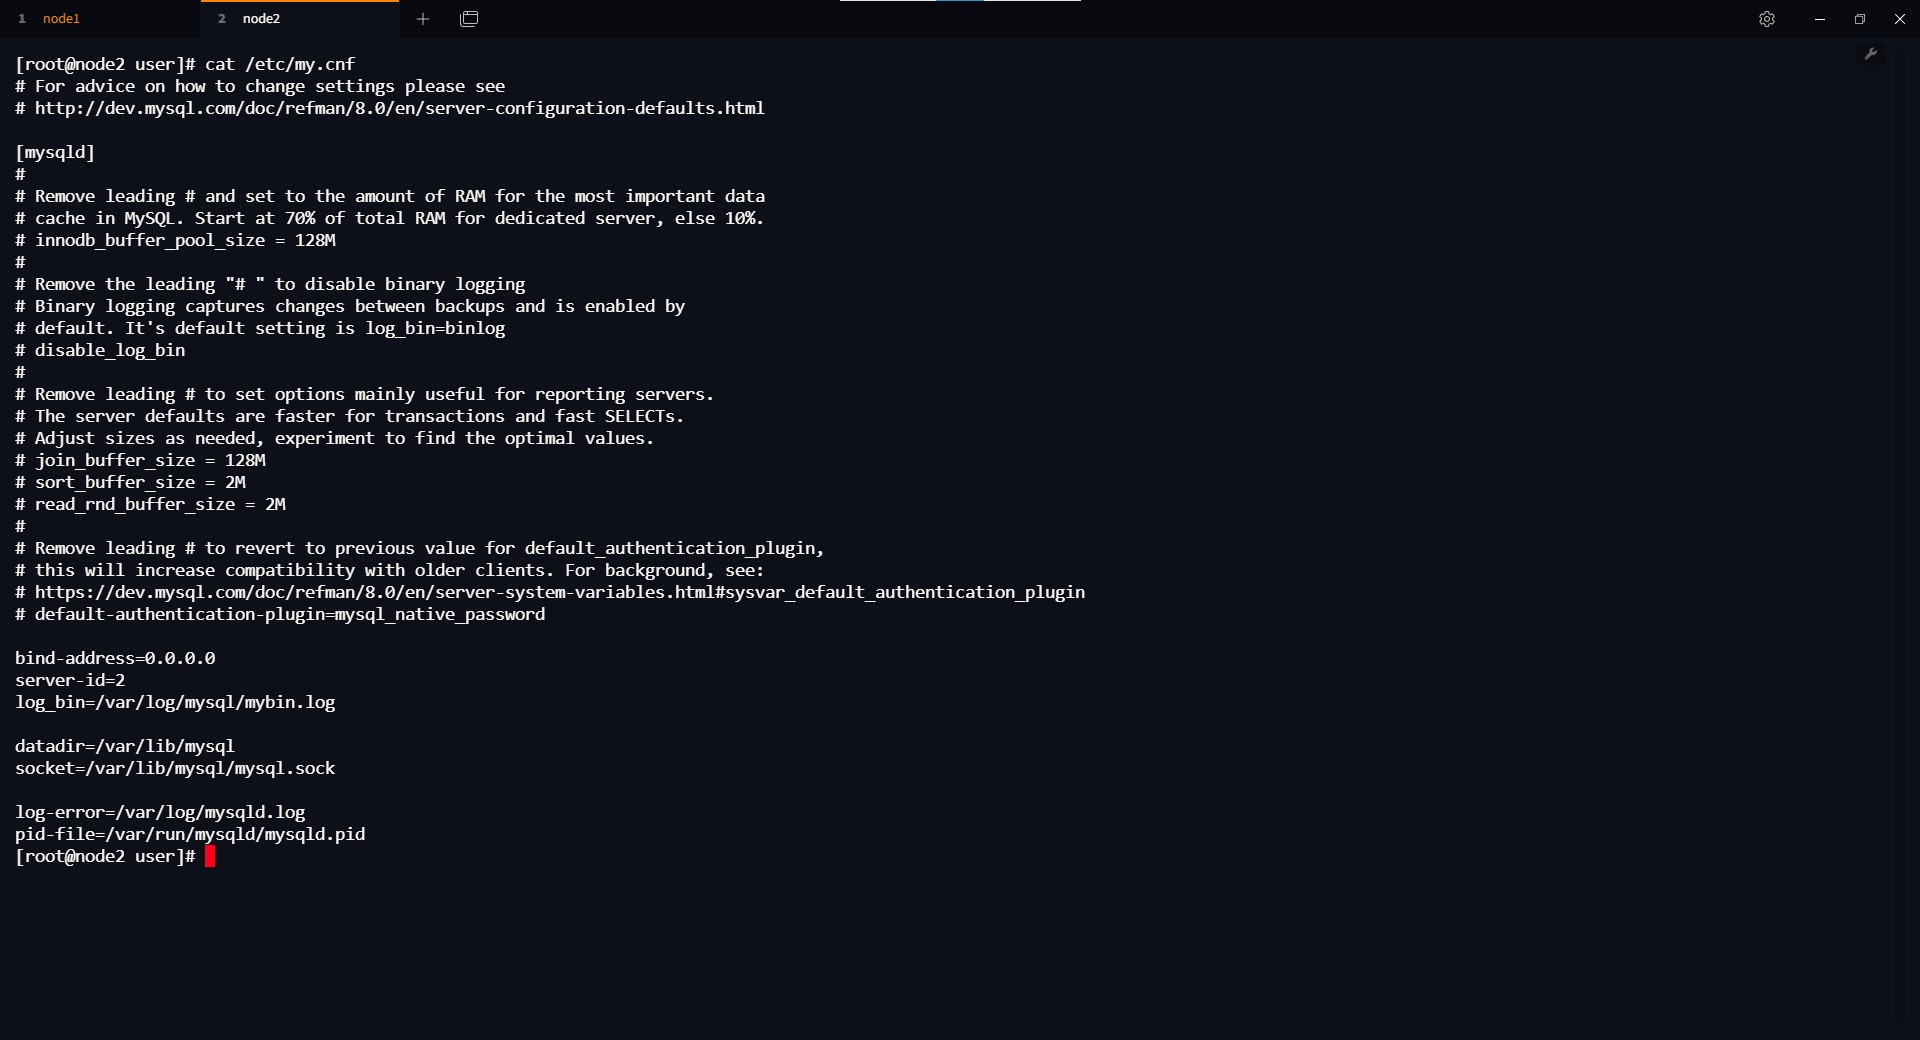 1 node1
2 node2
[root@node2 user]# cat /etc/my.cnf
# For advice on how to change settings please see
# http://dev.mysql.com/doc/refman/8.0/en/server-configuration-defaults.html
[mysqld]
#
# Remove leading # and set to the amount of RAM for the most important data
# cache in MySQL. Start at 70% of total RAM for dedicated server, else 10%.
# innodb_buffer_pool_size = 128M
#
# Remove the leading "# " to disable binary logging
# Binary logging captures changes between backups and is enabled by
# default. It's default setting is log_bin=binlog
# disable_log_bin
#
# Remove leading # to set options mainly useful for reporting servers.
# The server defaults are faster for transactions and fast SELECTs.
# Adjust sizes as needed, experiment to find the optimal values.
# join_buffer_size = 128M
# sort_buffer_size = 2M
# read_rnd_buffer_size = 2M
#
# Remove leading # to revert to previous value for default_authentication_plugin,
# this will increase compatibility with older clients. For background, see:
# https://dev.mysql.com/doc/refman/8.0/en/server-system-variables.html#sysvar_default_authentication_plugin
# default-authentication-plugin=mysql_native_password
bind-address=0.0.0.0
server-id=2
log_bin=/var/log/mysql/mybin.log
datadir=/var/lib/mysql
socket=/var/lib/mysql/mysql.sock
log-error=/var/log/mysqld.log
pid-file=/var/run/mysqld/mysqld.pid
[root@node2 user]#